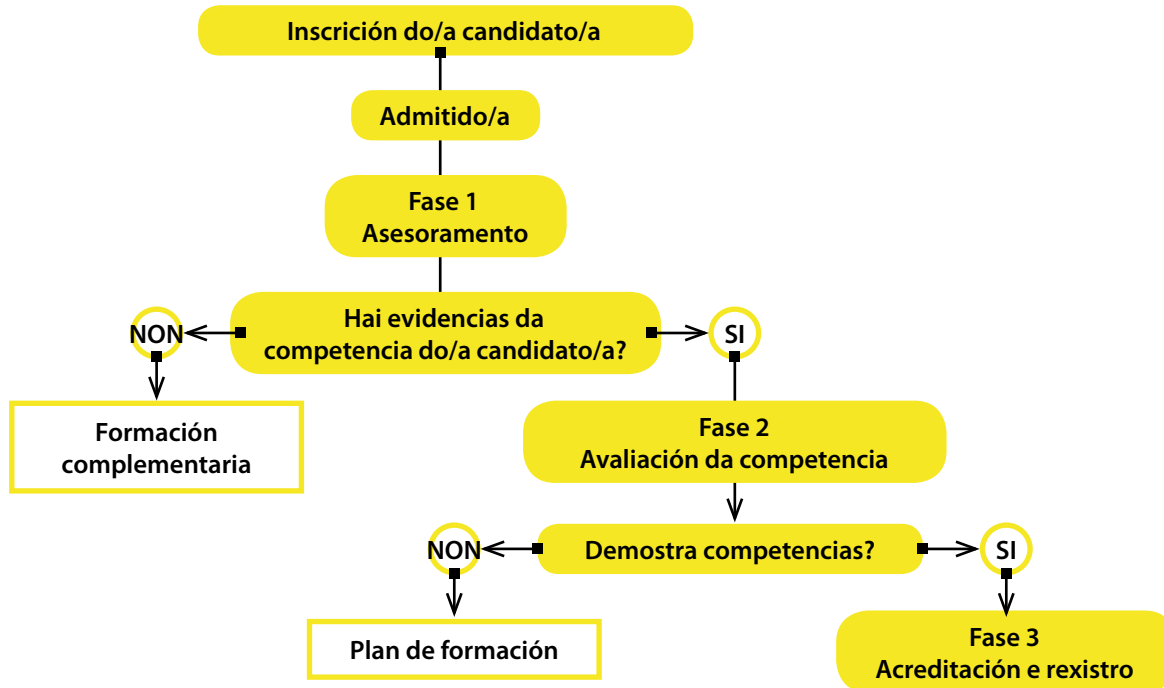 Inscrición do/a candidato/a
Admitido/a
Fase 1
Asesoramento
Hai evidencias da
competencia do/a candidato/a?
NON
SI
Formación
complementaria
Fase 2
Avaliación da competencia
Demostra competencias?
NON
SI
Plan de formación
Fase 3
Acreditación e rexistro